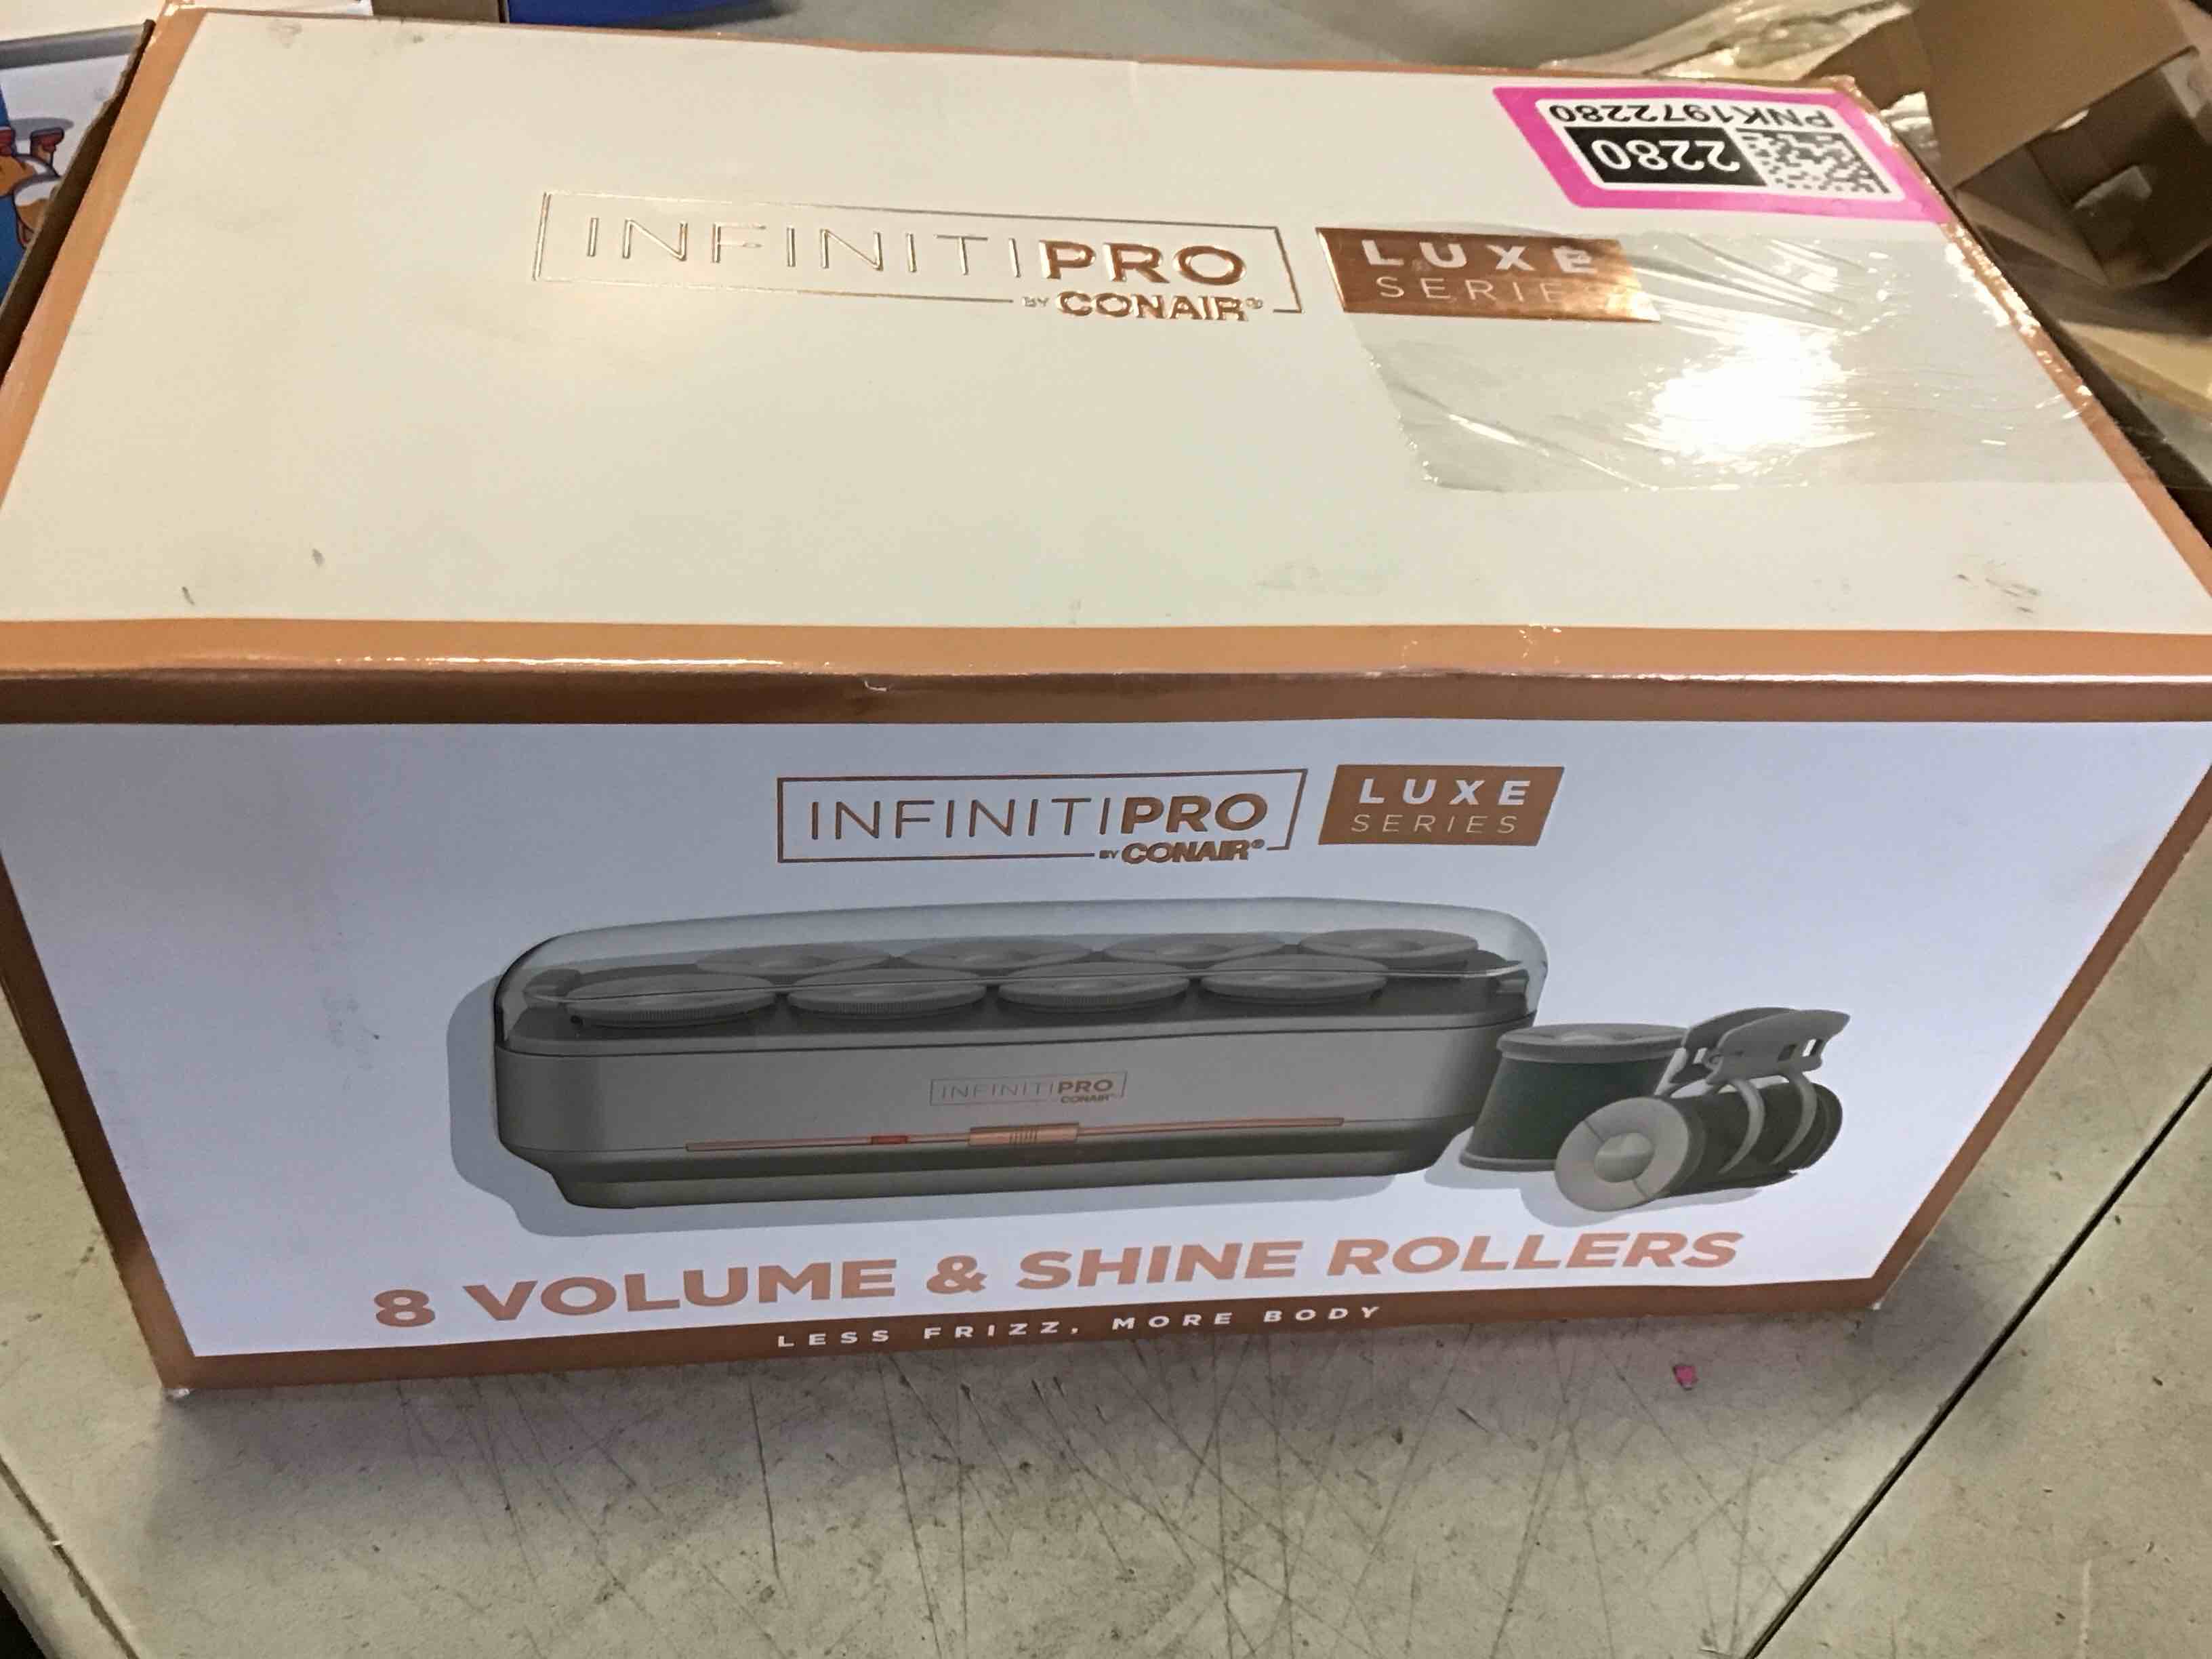 PNK1972280
2280
INFINITIPRO
BY CONAIR®
LUXE
SERIE
INFINITIPRO
BY CONAIR®
LUXE
SERIES
INFINITIPRO
CONAIR
8 VOLUME & SHINE ROLLERS
LESS FRIZZ, MORE BODY